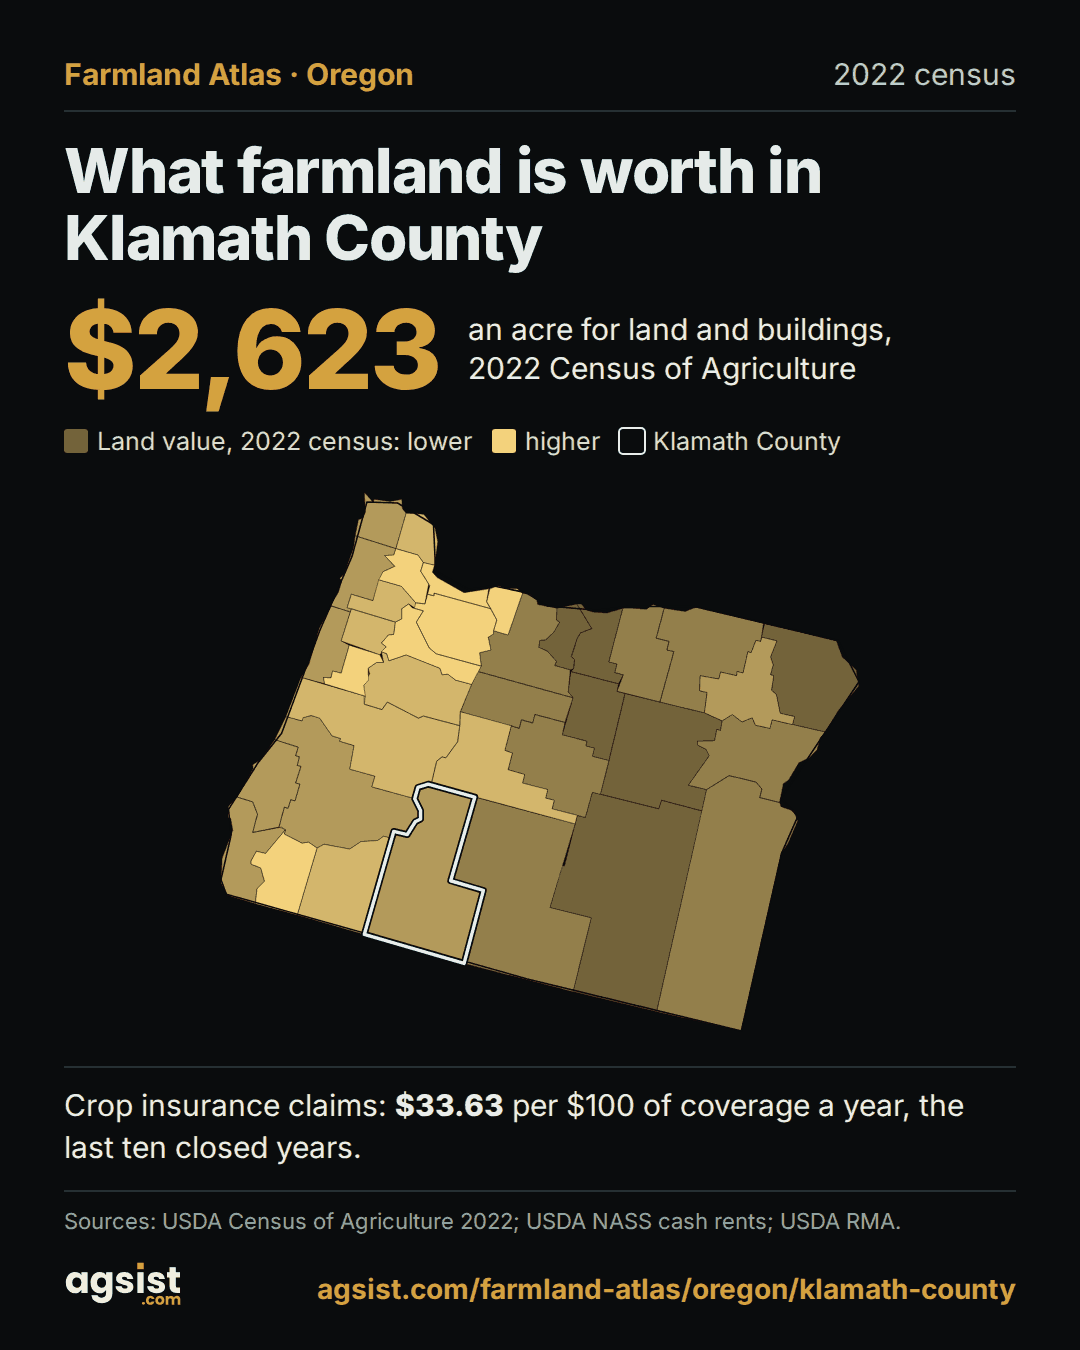 Farmland Atlas · Oregon
2022 census
What farmland is worth in
Klamath County
$2,623
an acre for land and buildings,
2022 Census of Agriculture
Land value, 2022 census: lower
higher
Klamath County
Crop insurance claims: $33.63 per $100 of coverage a year, the
last ten closed years.
Sources: USDA Census of Agriculture 2022; USDA NASS cash rents; USDA RMA.
agsist
.com
agsist.com/farmland-atlas/oregon/klamath-county